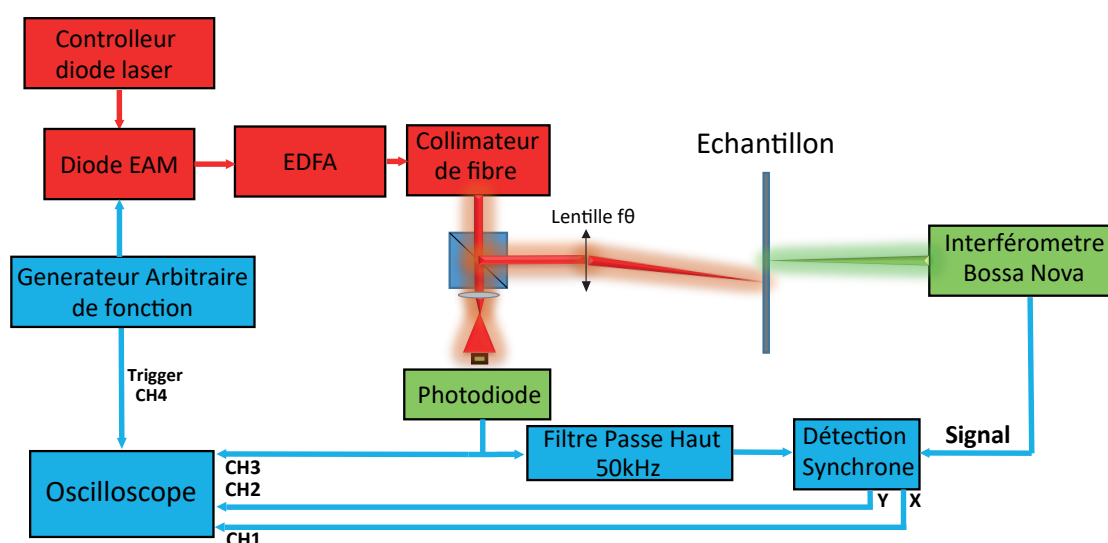 Controlleur
diode laser
Diode EAM
EDFA
Collimateur
de fibre
Echantillon
Lentille fθ
Interférometre
Bossa Nova
Generateur Arbitraire
de fonction
Trigger
CH4
Photodiode
Filtre Passe Haut
50kHz
Détection
Synchrone
Signal
Oscilloscope
CH3
CH2
Y X
CH1